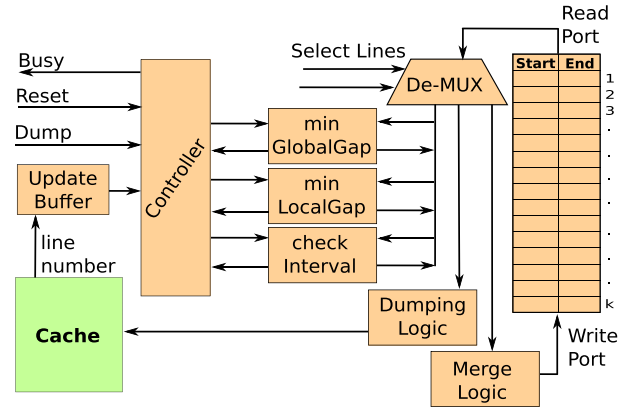 Read
Port
Select Lines
Start End
Busy
Reset
Dump
De-MUX
1
2
3
.
.
.
.
.
.
k
Controller
min
GlobalGap
min
LocalGap
check
Interval
Update
Buffer
line
number
Cache
Dumping
Logic
Merge
Logic
Write
Port